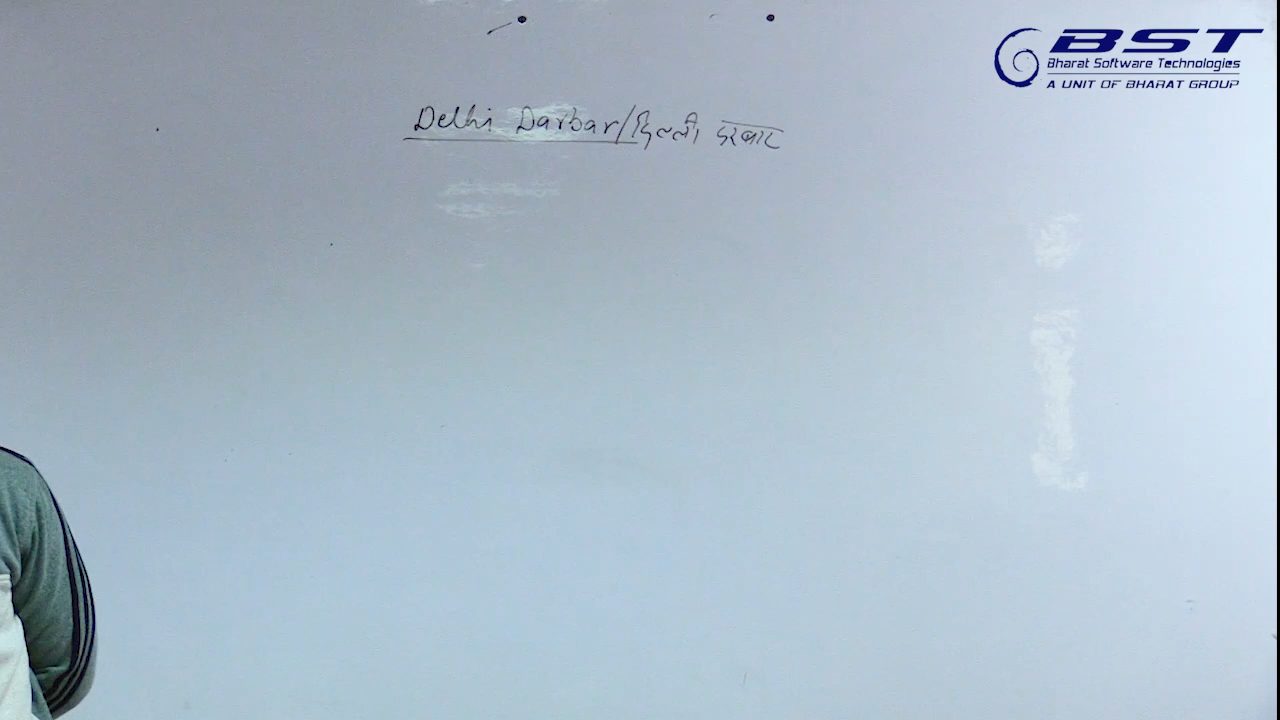 BST
Bharat Software Technologies
A UNIT OF BHARAT GROUP
Delhi Darbar/दिल्ली दरबार